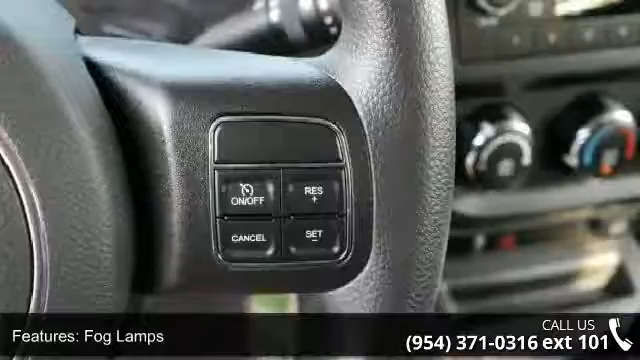 RES
+
ON/OFF
CANCEL
SET
–
Features: Fog Lamps
CALL US
(954) 371-0316 ext 101